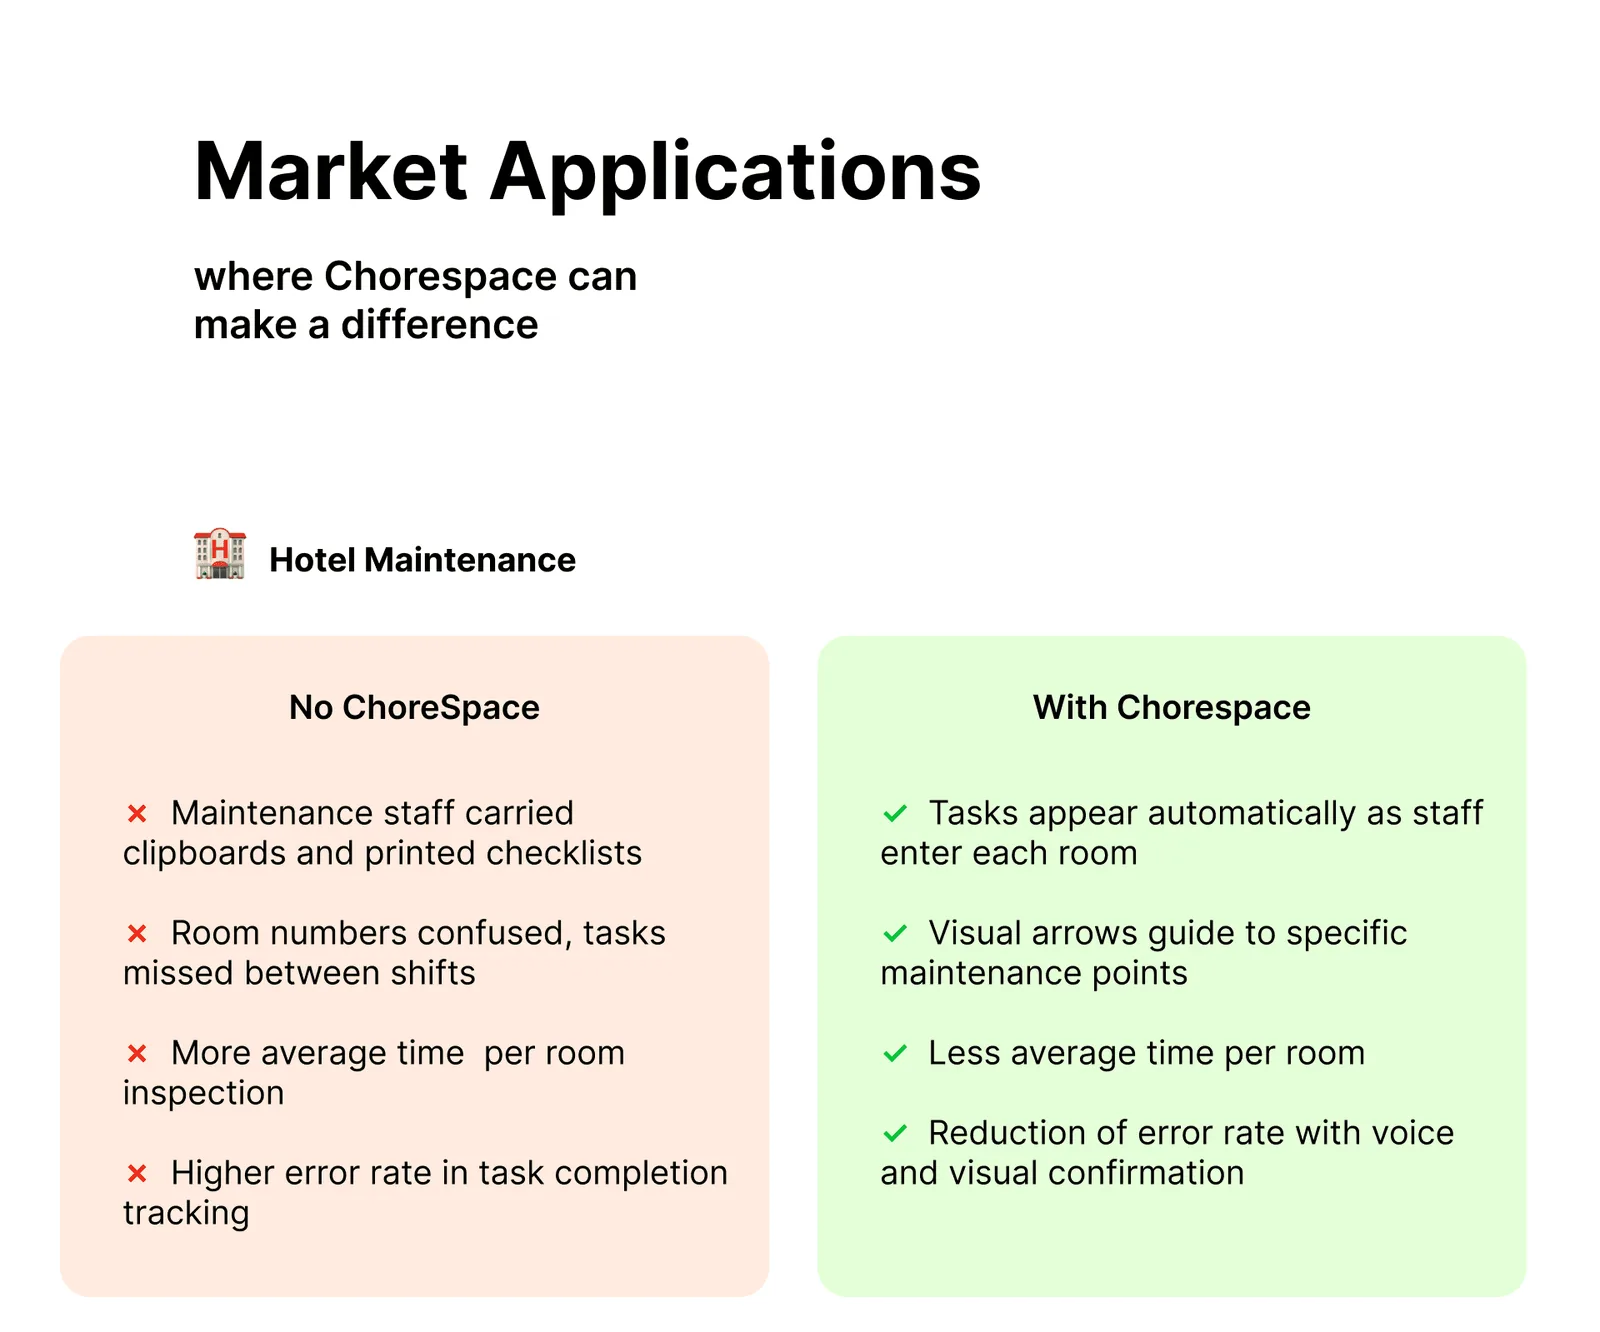 Market Applications
where Chorespace can
make a difference
Hotel Maintenance
No ChoreSpace
× Maintenance staff carried
clipboards and printed checklists
× Room numbers confused, tasks
missed between shifts
× More average time  per room
inspection
× Higher error rate in task completion
tracking
With Chorespace
✓ Tasks appear automatically as staff
enter each room
✓ Visual arrows guide to specific
maintenance points
✓ Less average time per room
✓ Reduction of error rate with voice
and visual confirmation